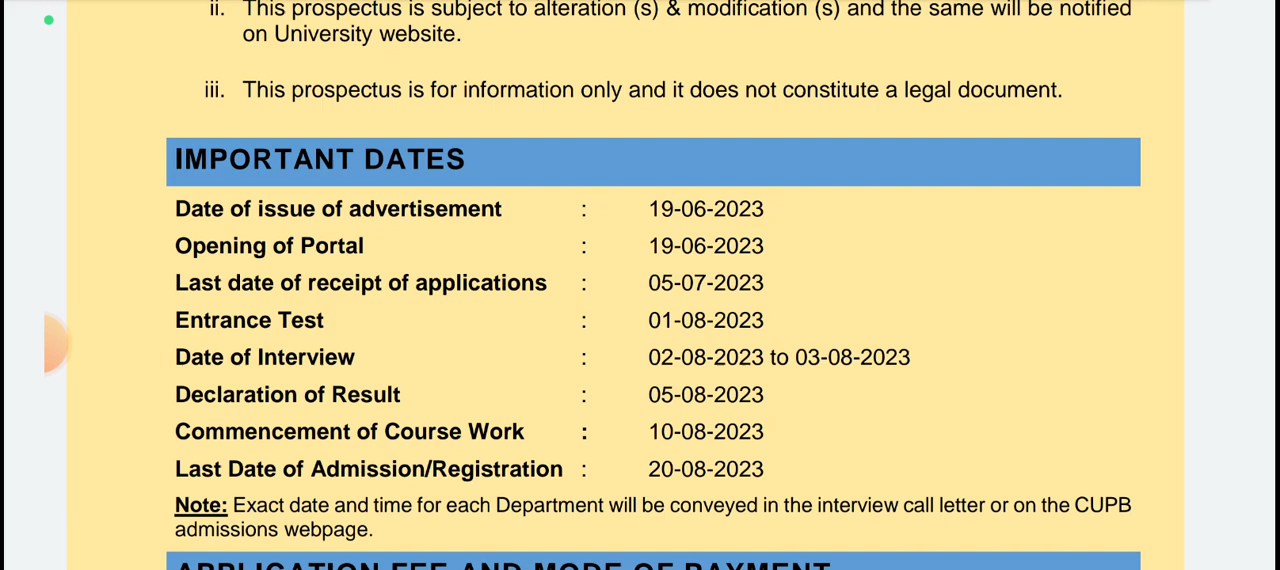 ii. This prospectus is subject to alteration (s) & modification (s) and the same will be notified
on University website.
iii. This prospectus is for information only and it does not constitute a legal document.
IMPORTANT DATES
Date of issue of advertisement : 19-06-2023
Opening of Portal : 19-06-2023
Last date of receipt of applications : 05-07-2023
Entrance Test : 01-08-2023
Date of Interview : 02-08-2023 to 03-08-2023
Declaration of Result : 05-08-2023
Commencement of Course Work : 10-08-2023
Last Date of Admission/Registration : 20-08-2023
Note: Exact date and time for each Department will be conveyed in the interview call letter or on the CUPB
admissions webpage.
APPLICATION FEE AND MODE OF PAYMENT